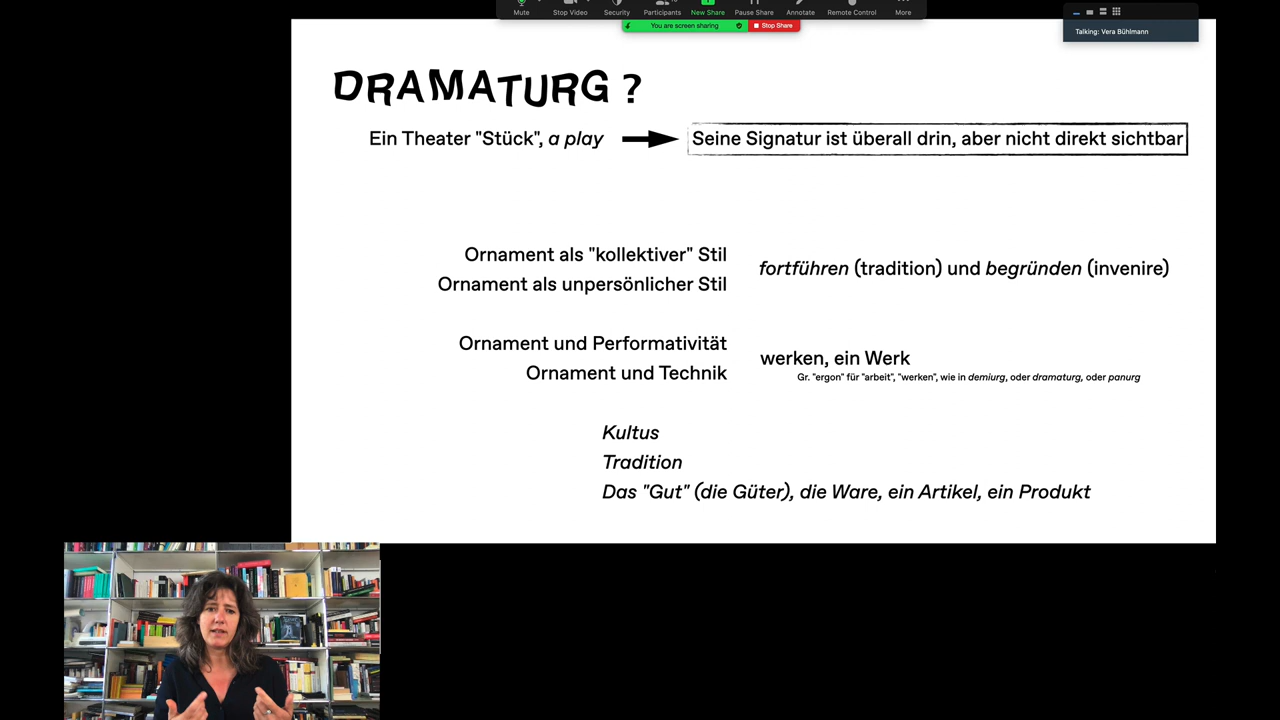 Mute
Stop Video
Security
Participants
New Share
Pause Share
Annotate
Remote Control
More
You are screen sharing
Stop Share
Talking: Vera Bühlmann
DRAMATURG ?
Ein Theater "Stück", a play
Seine Signatur ist überall drin, aber nicht direkt sichtbar
Ornament als "kollektiver" Stil
Ornament als unpersönlicher Stil
fortführen (tradition) und begründen (invenire)
Ornament und Performativität
Ornament und Technik
werken, ein Werk
Gr. "ergon" für "arbeit", "werken", wie in demiurg, oder dramaturg, oder panurg
Kultus
Tradition
Das "Gut" (die Güter), die Ware, ein Artikel, ein Produkt